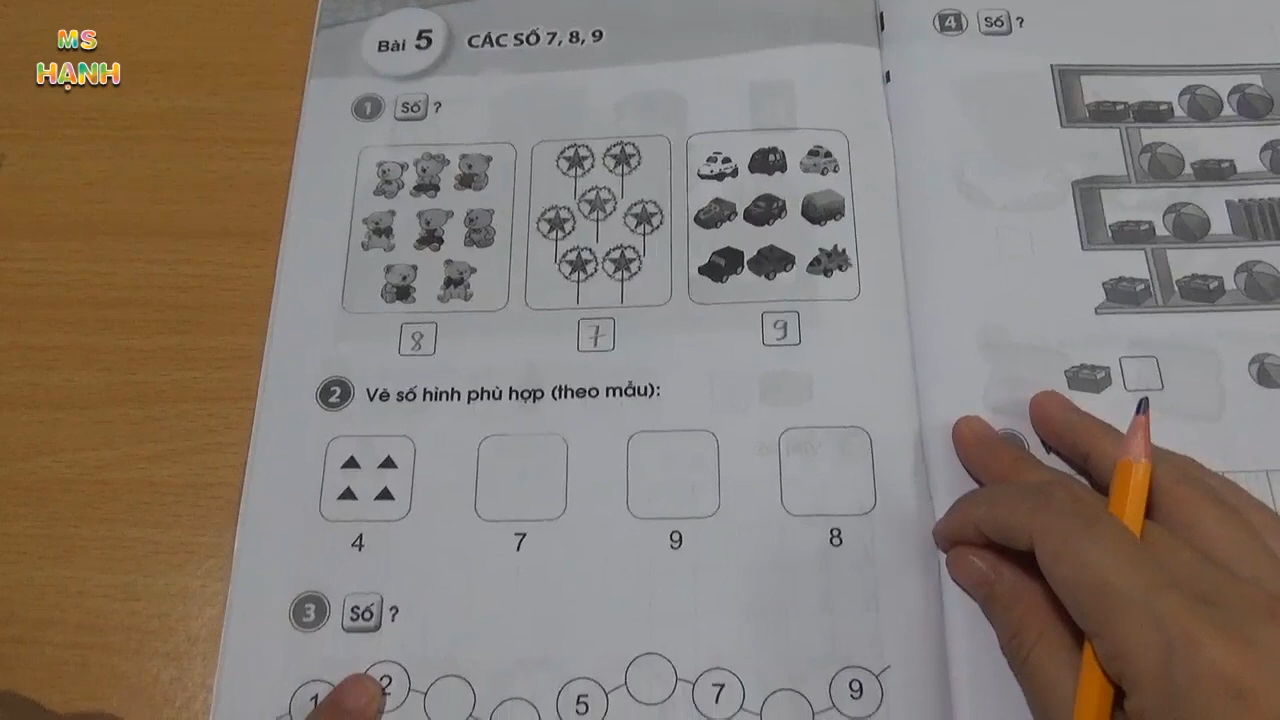 MS
HẠNH
Bài 5 CÁC SỐ 7, 8, 9
1 Số ?
8 7 9
2 Vẽ số hình phù hợp (theo mẫu):
4 7 9 8
3 Số ?
1 2 5 7 9
4 Số ?